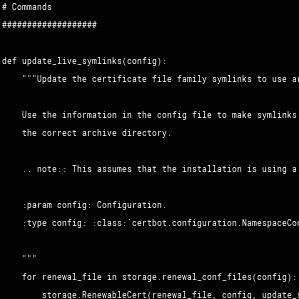 # Commands
###################
def update_live_symlinks(config):
"""Update the certificate file family symlinks to use
Use the information in the config file to make symlinks
the correct archive directory.
.. note:: This assumes that the installation is using a
:param config: Configuration.
:type config: :class:`certbot.configuration.NamespaceCon
"""
for renewal_file in storage.renewal_conf_files(config):
storage.RenewableCert(renewal_file, config, update_s